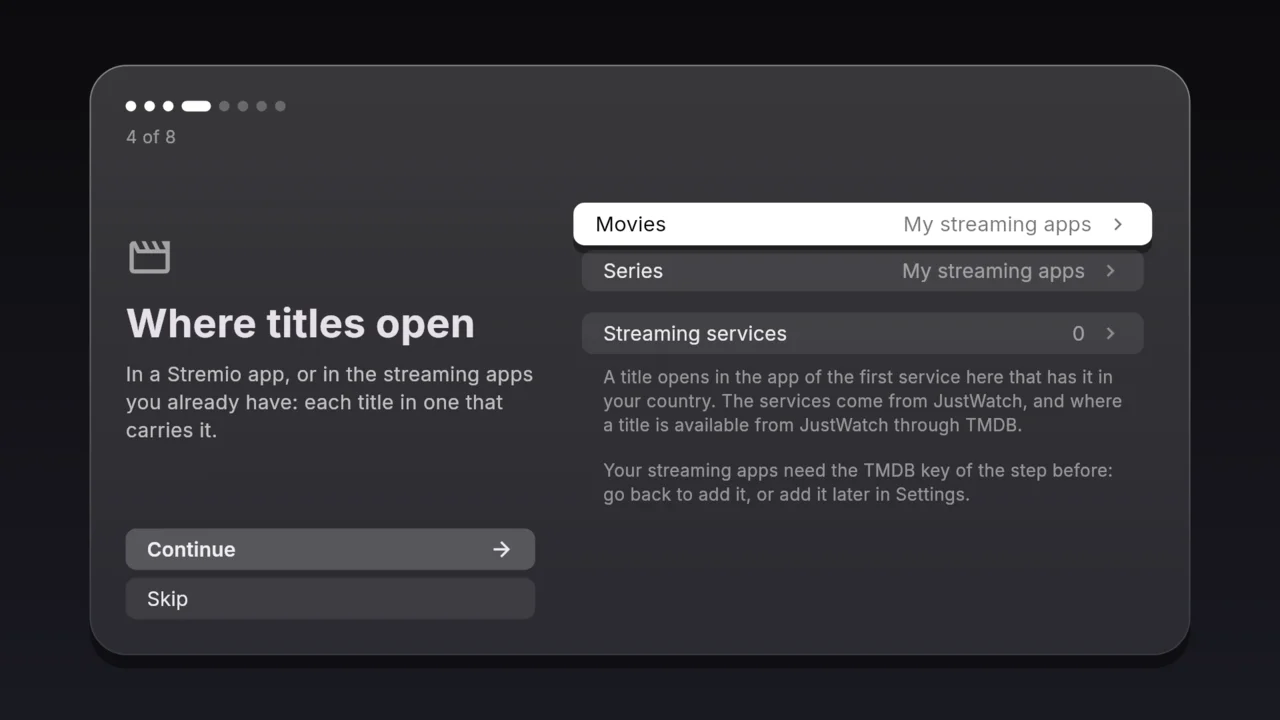 4 of 8
Where titles open
In a Stremio app, or in the streaming apps
you already have: each title in one that
carries it.
Continue
Skip
Movies My streaming apps
Series My streaming apps
Streaming services 0
A title opens in the app of the first service here that has it in
your country. The services come from JustWatch, and where
a title is available from JustWatch through TMDB.
Your streaming apps need the TMDB key of the step before:
go back to add it, or add it later in Settings.